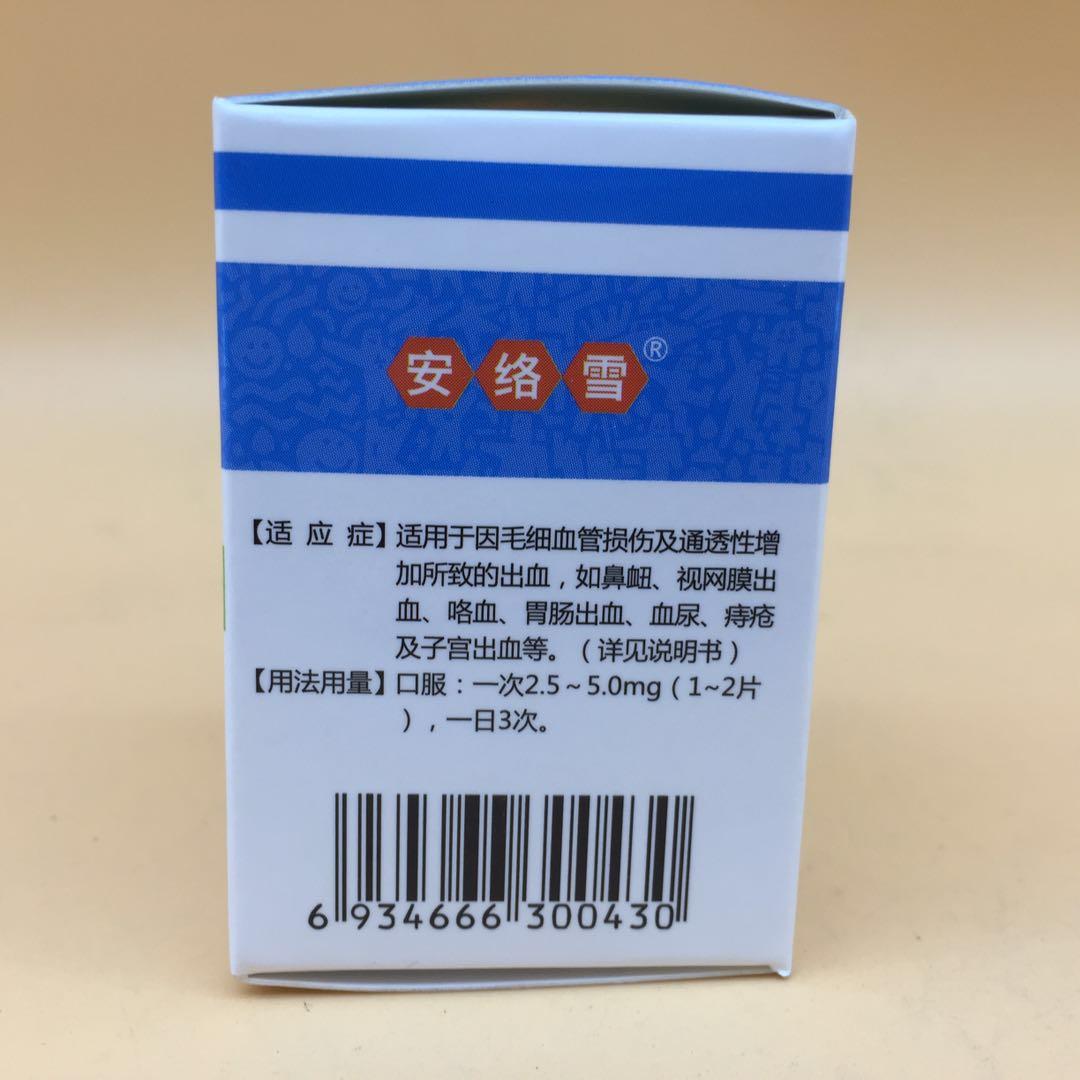 安络雪®
【适应症】适用于因毛细血管损伤及通透性增
加所致的出血，如鼻衄、视网膜出
血、咯血、胃肠出血、血尿、痔疮
及子宫出血等。（详见说明书）
【用法用量】口服：一次2.5～5.0mg（1~2片
），一日3次。
6 934666 300430